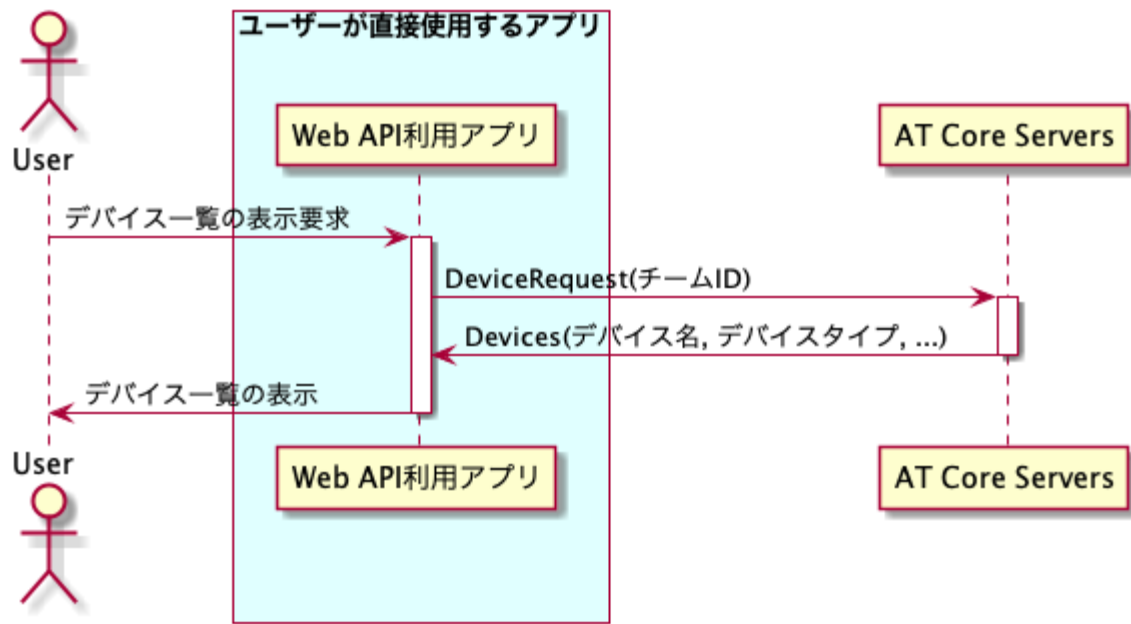 ユーザーが直接使用するアプリ
Web API利用アプリ
AT Core Servers
User
デバイス一覧の表示要求
DeviceRequest(チームID)
Devices(デバイス名, デバイスタイプ, ...)
デバイス一覧の表示
User
Web API利用アプリ
AT Core Servers